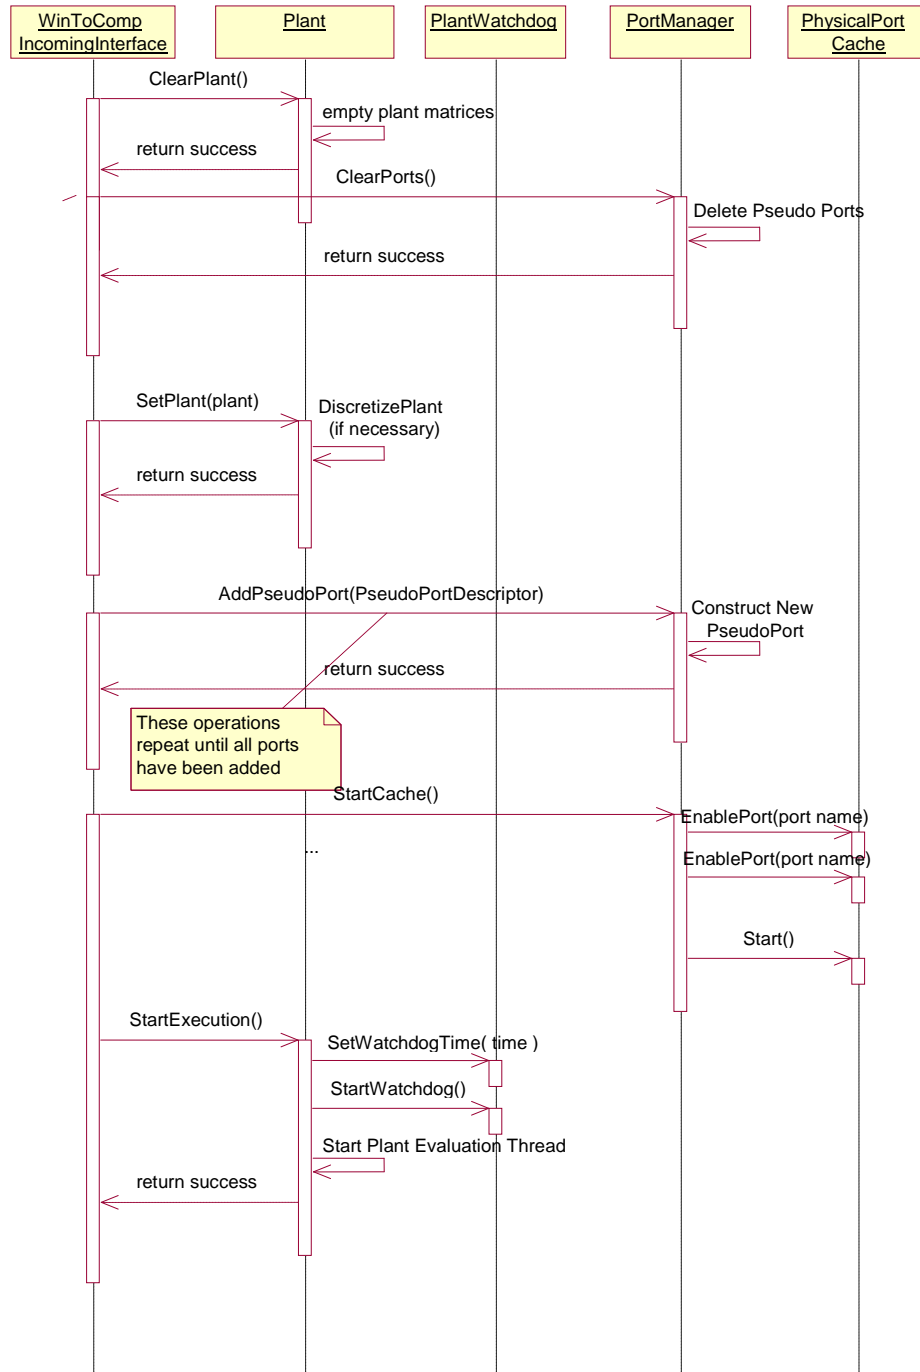 WinToComp
IncomingInterface
Plant
PlantWatchdog
PortManager
PhysicalPort
Cache
ClearPlant()
empty plant matrices
return success
ClearPorts()
Delete Pseudo Ports
return success
SetPlant(plant)
DiscretizePlant
(if necessary)
return success
AddPseudoPort(PseudoPortDescriptor)
Construct New
PseudoPort
return success
These operations
repeat until all ports
have been added
StartCache()
EnablePort(port name)
...
EnablePort(port name)
Start()
StartExecution()
SetWatchdogTime( time )
StartWatchdog()
Start Plant Evaluation Thread
return success